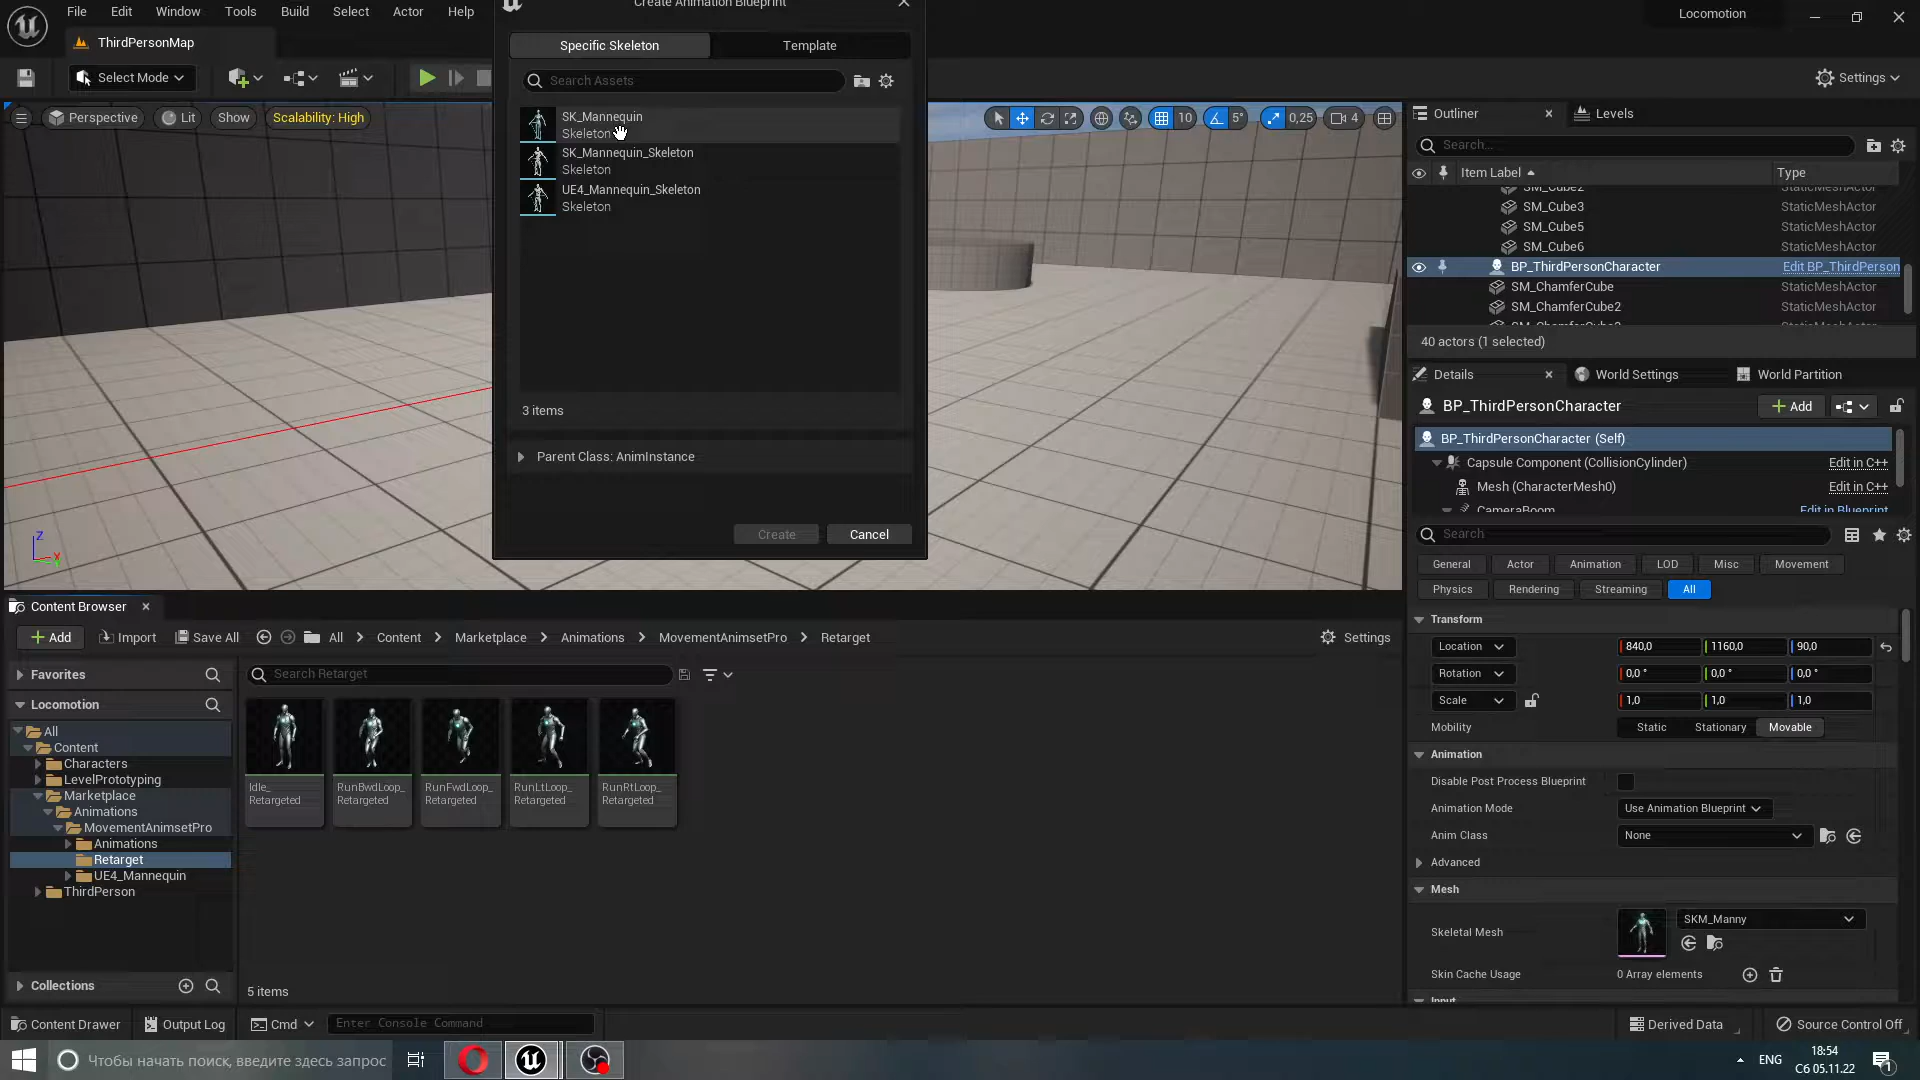 File Edit Window Tools Build Select Actor Help
Create Animation Blueprint
Locomotion
ThirdPersonMap
Select Mode
Settings
Specific Skeleton
Template
Search Assets
SK_Mannequin
Skeleton
SK_Mannequin_Skeleton
Skeleton
UE4_Mannequin_Skeleton
Skeleton
3 items
Parent Class: AnimInstance
Create
Cancel
Perspective
Lit
Show
Scalability: High
10
5°
0,25
4
Z
Y
Outliner
Levels
Search...
Item Label
Type
SM_Cube2 StaticMeshActor
SM_Cube3 StaticMeshActor
SM_Cube5 StaticMeshActor
SM_Cube6 StaticMeshActor
BP_ThirdPersonCharacter Edit BP_ThirdPerson
SM_ChamferCube StaticMeshActor
SM_ChamferCube2 StaticMeshActor
40 actors (1 selected)
Details
World Settings
World Partition
BP_ThirdPersonCharacter
Add
BP_ThirdPersonCharacter (Self)
Capsule Component (CollisionCylinder) Edit in C++
Mesh (CharacterMesh0) Edit in C++
CameraBoom Edit in Blueprint
Search
General Actor Animation LOD Misc Movement
Physics Rendering Streaming All
Transform
Location 840,0 1160,0 90,0
Rotation 0,0 ° 0,0 ° 0,0 °
Scale 1,0 1,0 1,0
Mobility Static Stationary Movable
Animation
Disable Post Process Blueprint
Animation Mode Use Animation Blueprint
Anim Class None
Advanced
Mesh
Skeletal Mesh SKM_Manny
Skin Cache Usage 0 Array elements
Input
Content Browser
Add Import Save All All Content Marketplace Animations MovementAnimsetPro Retarget Settings
Favorites
Locomotion
All
Content
Characters
LevelPrototyping
Marketplace
Animations
MovementAnimsetPro
Animations
Retarget
UE4_Mannequin
ThirdPerson
Collections
Search Retarget
Idle_
Retargeted
RunBwdLoop_
Retargeted
RunFwdLoop_
Retargeted
RunLtLoop_
Retargeted
RunRtLoop_
Retargeted
5 items
Content Drawer
Output Log
Cmd
Enter Console Command
Derived Data
Source Control Off
Чтобы начать поиск, введите здесь запрос
ENG
18:54
Сб 05.11.22
1